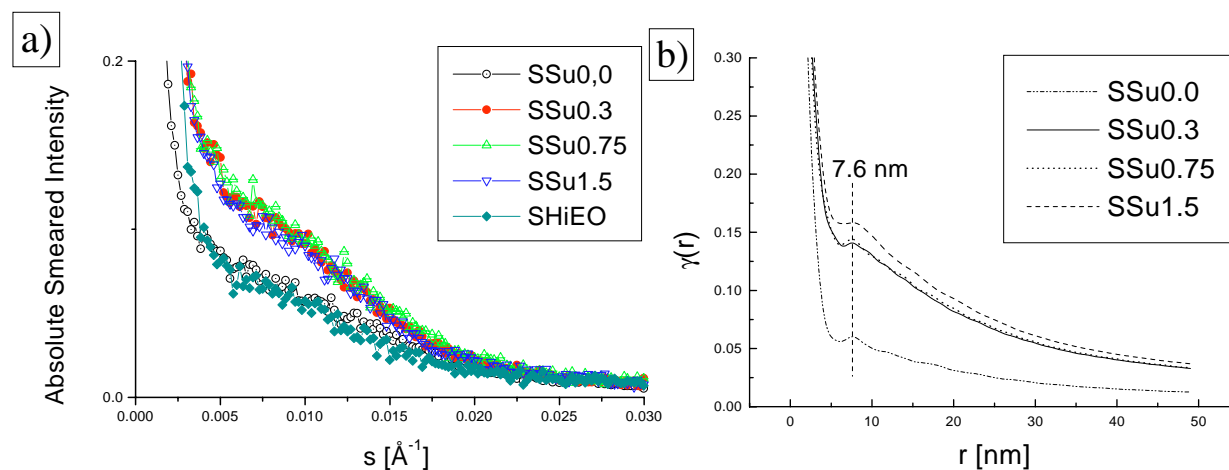 a)
Absolute Smeared Intensity
0.2
0.1
0.0
0.000 0.005 0.010 0.015 0.020 0.025 0.030
s [Å⁻¹]
SSu0,0
SSu0.3
SSu0.75
SSu1.5
SHiEO
b)
γ(r)
0.30
0.25
0.20
0.15
0.10
0.05
0.00
0 10 20 30 40 50
r [nm]
7.6 nm
SSu0.0
SSu0.3
SSu0.75
SSu1.5